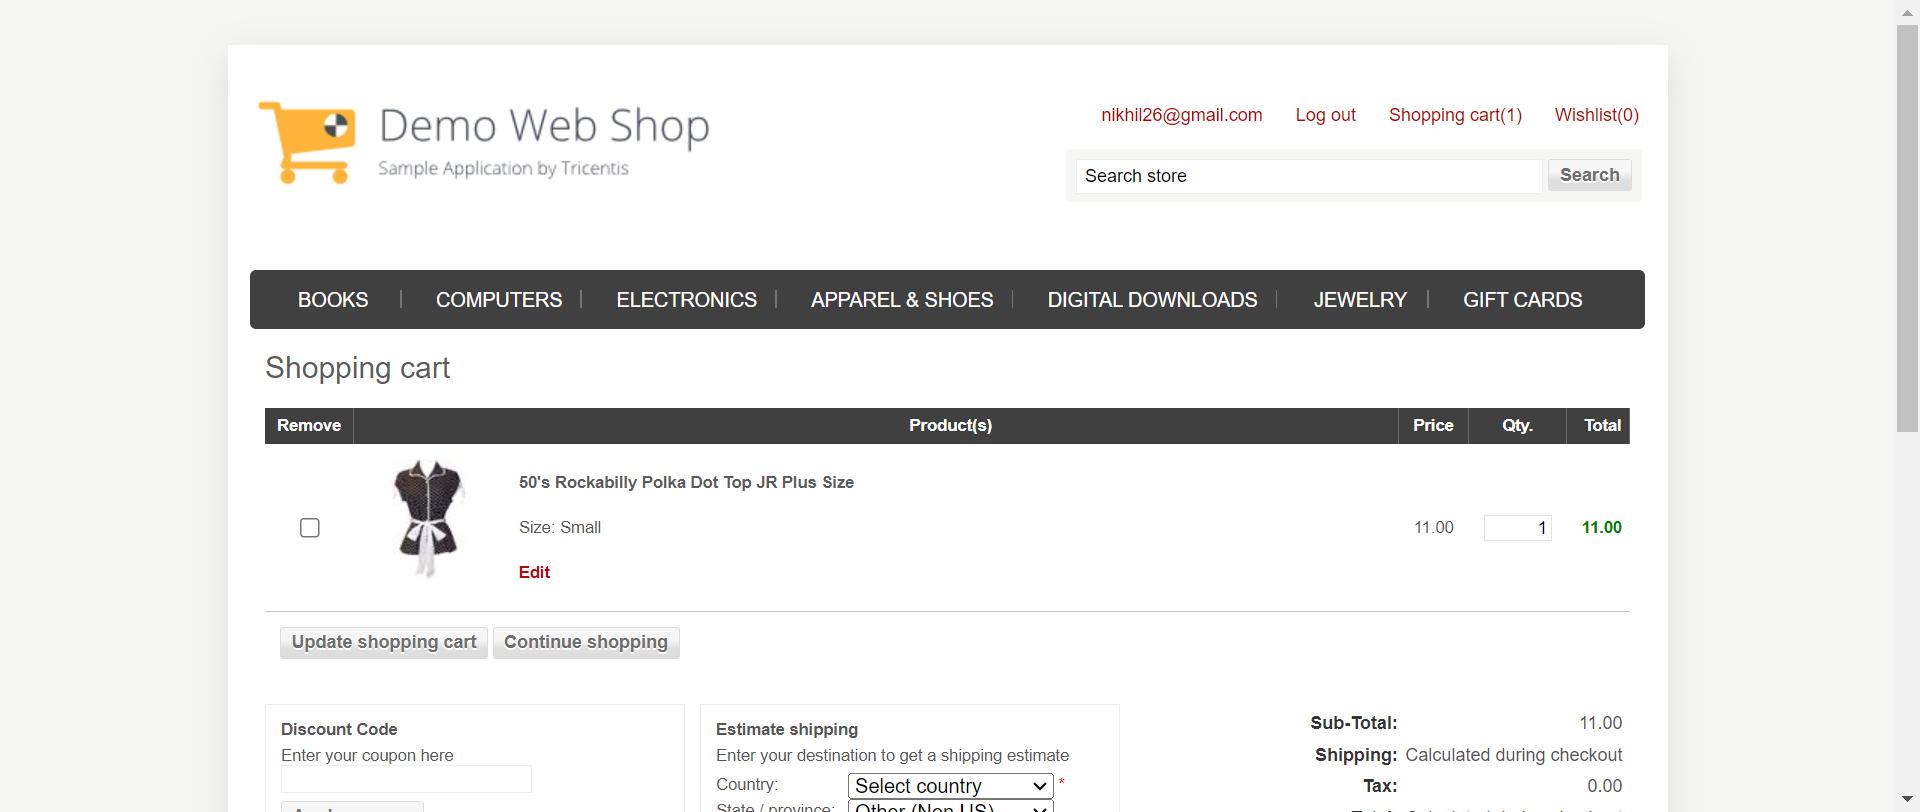 Demo Web Shop
Sample Application by Tricentis
nikhil26@gmail.com Log out Shopping cart(1) Wishlist(0)
Search store Search
BOOKS COMPUTERS ELECTRONICS APPAREL & SHOES DIGITAL DOWNLOADS JEWELRY GIFT CARDS
Shopping cart
Remove Product(s) Price Qty. Total
50's Rockabilly Polka Dot Top JR Plus Size
Size: Small 11.00 1 11.00
Edit
Update shopping cart Continue shopping
Discount Code
Enter your coupon here
Estimate shipping
Enter your destination to get a shipping estimate
Country: Select country *
State / province: Other (Non US)
Sub-Total: 11.00
Shipping: Calculated during checkout
Tax: 0.00